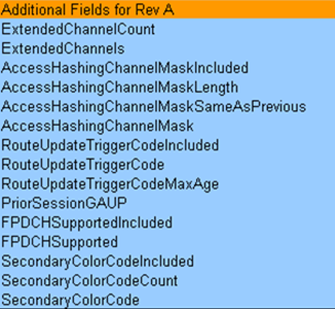 Additional Fields for Rev A
ExtendedChannelCount
ExtendedChannels
AccessHashingChannelMaskIncluded
AccessHashingChannelMaskLength
AccessHashingChannelMaskSameAsPrevious
AccessHashingChannelMask
RouteUpdateTriggerCodeIncluded
RouteUpdateTriggerCode
RouteUpdateTriggerCodeMaxAge
PriorSessionGAUP
FPDCHSupportedIncluded
FPDCHSupported
SecondaryColorCodeIncluded
SecondaryColorCodeCount
SecondaryColorCode